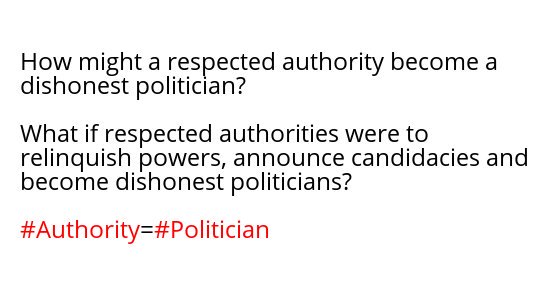 How might a respected authority become a
dishonest politician?
What if respected authorities were to
relinquish powers, announce candidacies and
become dishonest politicians?
#Authority=#Politician